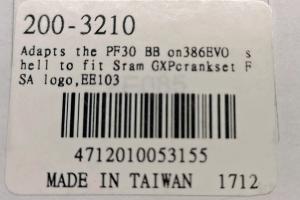 200-3210
Adapts the PF30 BB on386EVO s
hell to fit Sram GXPcrankset F
SA logo,EE103
4712010053155
MADE IN TAIWAN 1712